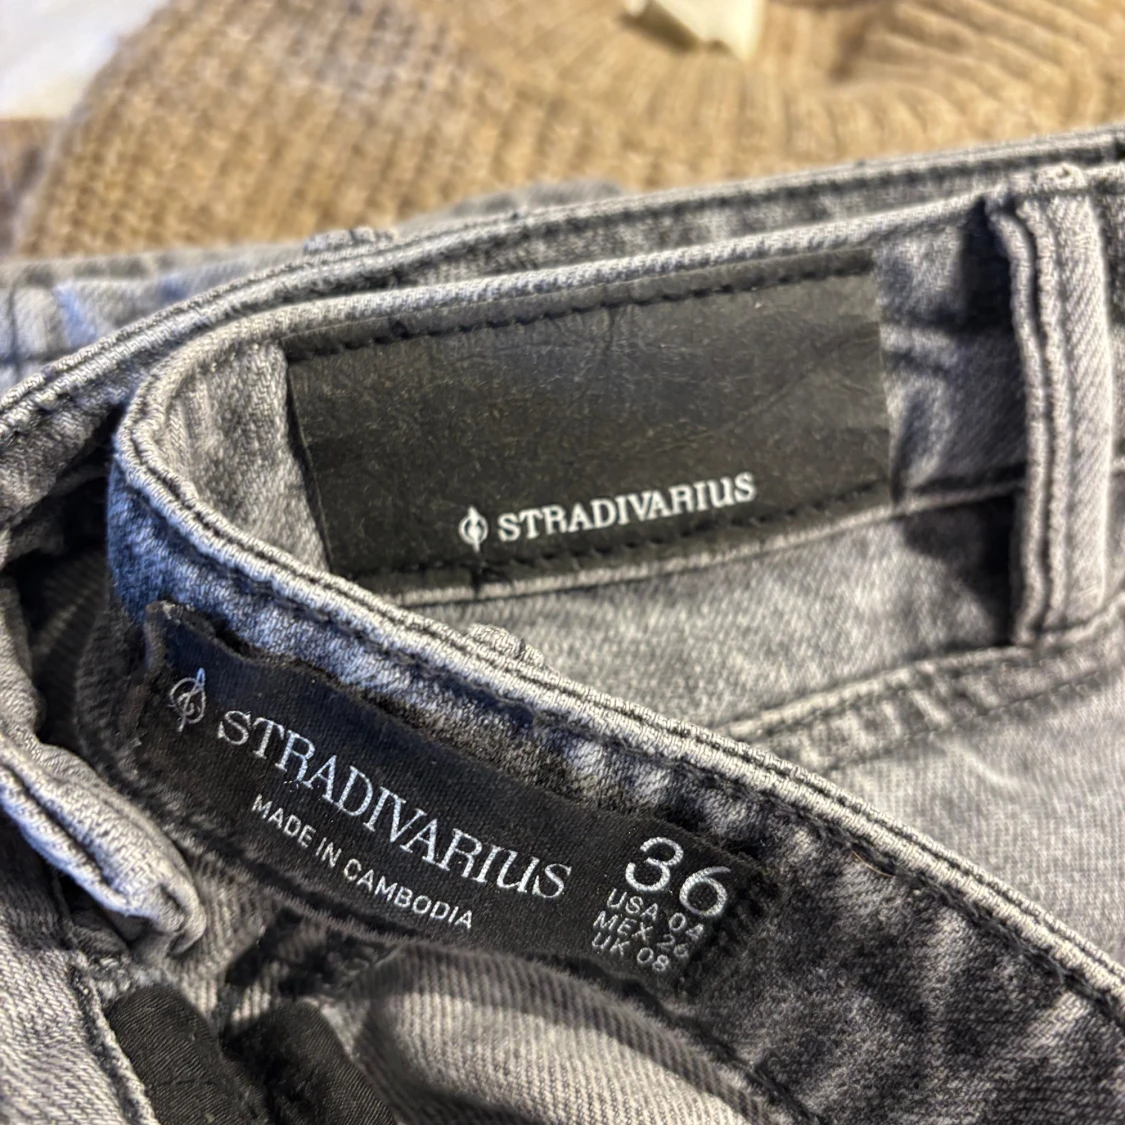 STRADIVARIUS
STRADIVARIUS
MADE IN CAMBODIA
36
USA 04
MEX 26
UK 08